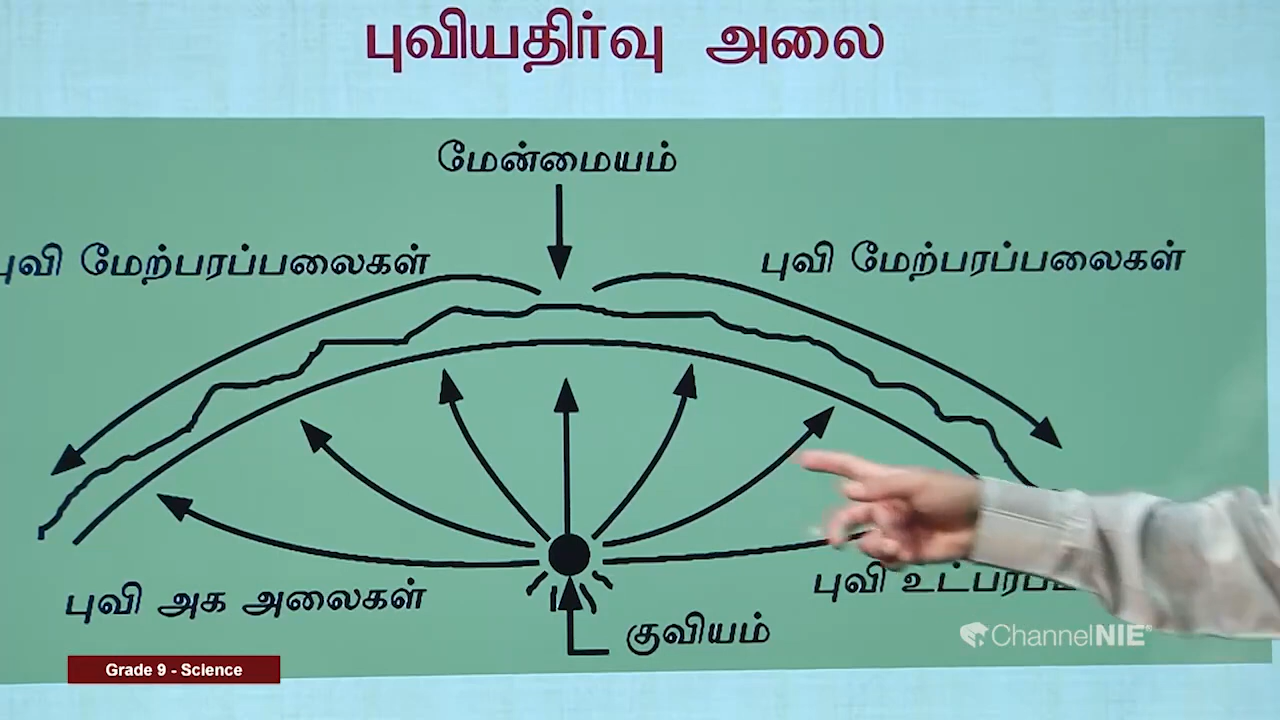 புவியதிர்வு அலை
மேன்மையம்
புவி மேற்பரப்பலைகள்
புவி மேற்பரப்பலைகள்
புவி அக அலைகள்
புவி
குவியம்
ChannelNIE
Grade 9 - Science